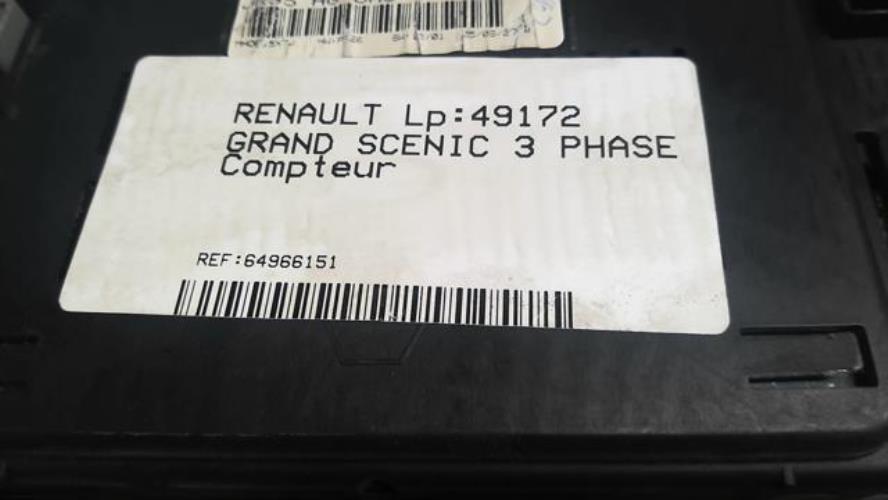 RENAULT Lp:49172
GRAND SCENIC 3 PHASE
Compteur
REF:64966151